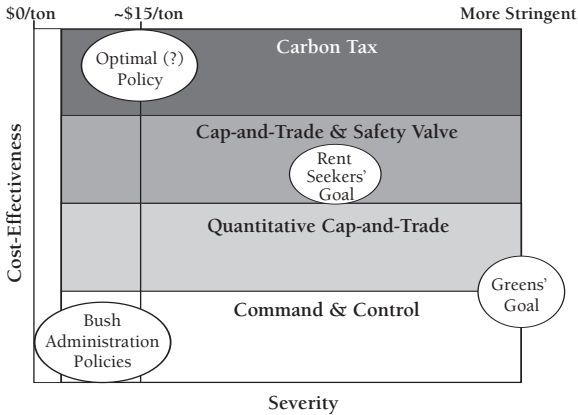 $0/ton
~$15/ton
More Stringent
Optimal (?)
Policy
Carbon Tax
Cap-and-Trade & Safety Valve
Rent
Seekers'
Goal
Quantitative Cap-and-Trade
Greens'
Goal
Command & Control
Bush
Administration
Policies
Cost-Effectiveness
Severity